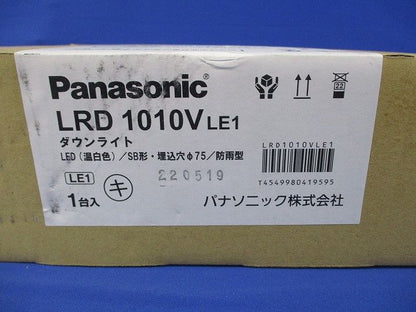 Panasonic
LRD 1010V LE1
ダウンライト
LED(温白色)/SB形・埋込穴φ75/防雨型
LE1 キ 220519
1台入
22
LRD1010VLE1
T4549980419595
パナソニック株式会社